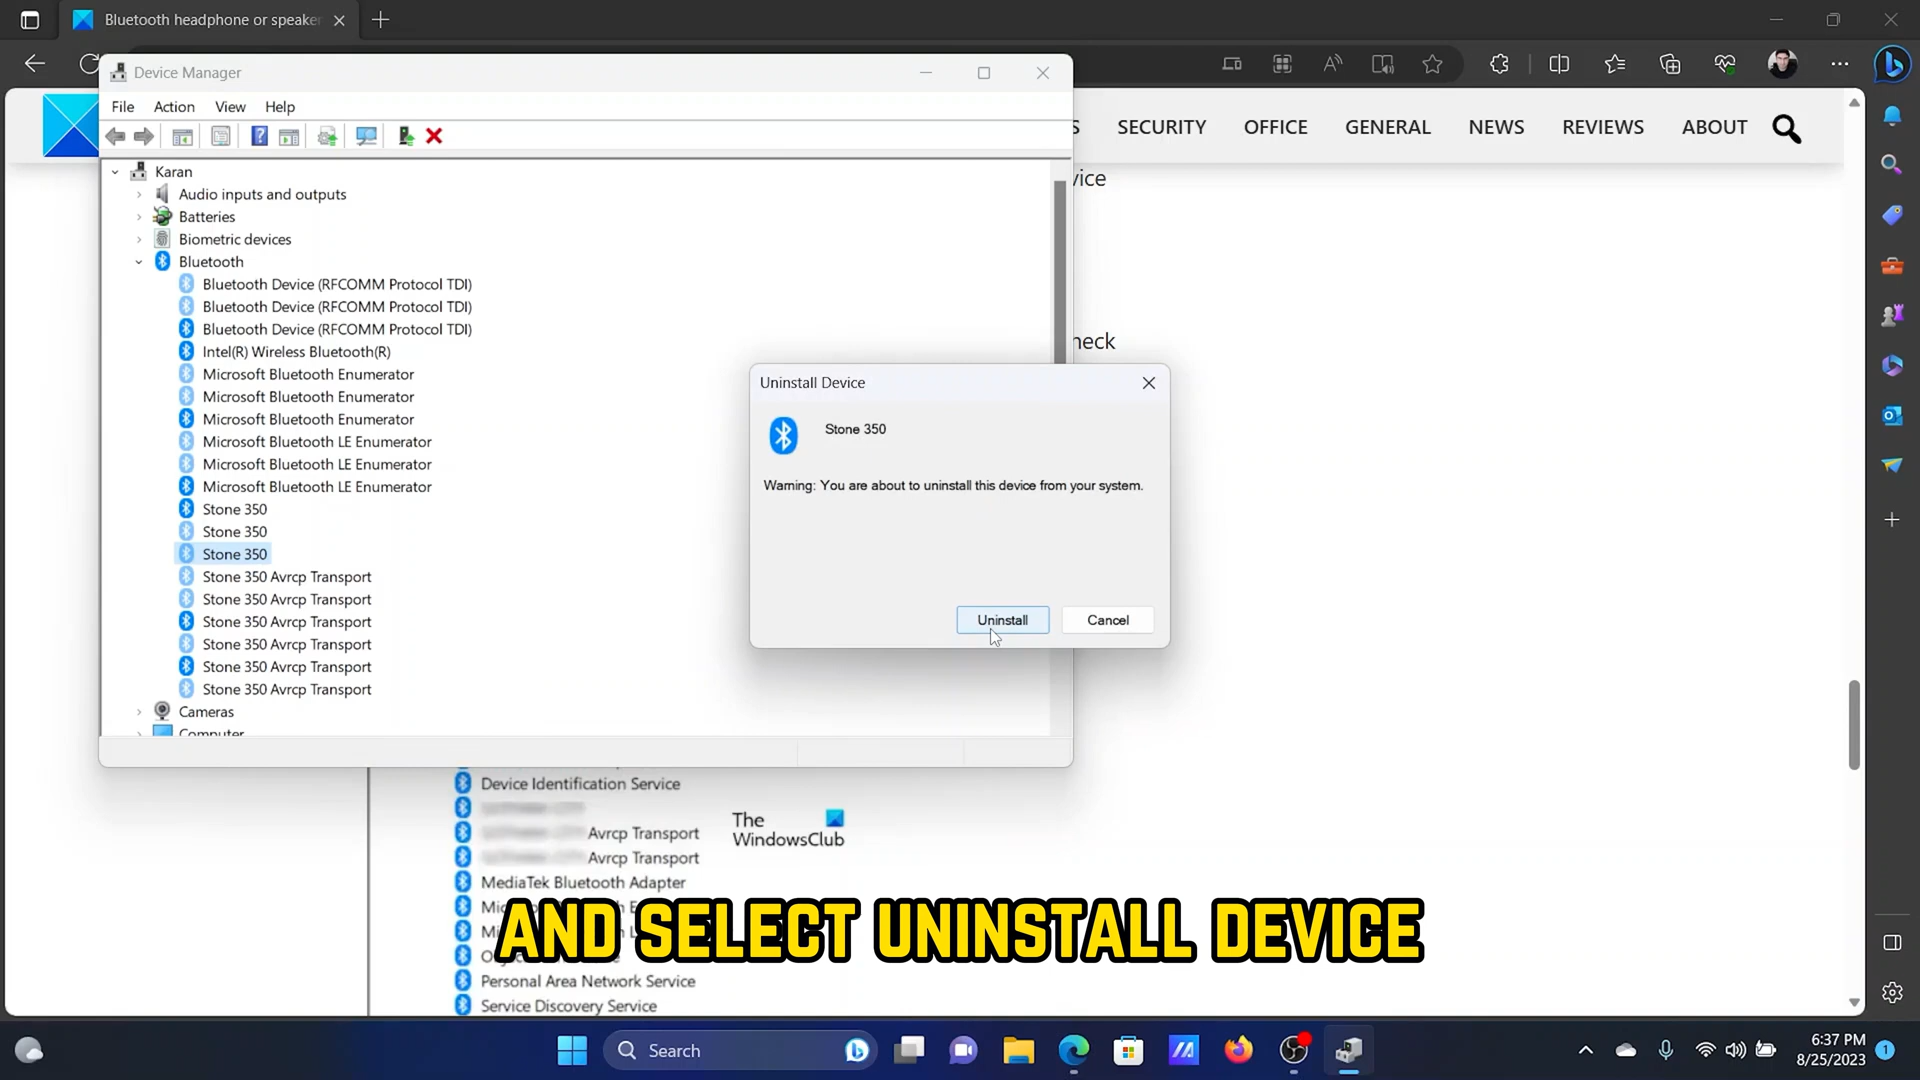 Bluetooth headphone or speake
Device Manager
File Action View Help
S SECURITY OFFICE GENERAL NEWS REVIEWS ABOUT
Karan
Audio inputs and outputs
Batteries
Biometric devices
Bluetooth
Bluetooth Device (RFCOMM Protocol TDI)
Bluetooth Device (RFCOMM Protocol TDI)
Bluetooth Device (RFCOMM Protocol TDI)
Intel(R) Wireless Bluetooth(R)
Microsoft Bluetooth Enumerator
Microsoft Bluetooth Enumerator
Microsoft Bluetooth Enumerator
Microsoft Bluetooth LE Enumerator
Microsoft Bluetooth LE Enumerator
Microsoft Bluetooth LE Enumerator
Stone 350
Stone 350
Stone 350
Stone 350 Avrcp Transport
Stone 350 Avrcp Transport
Stone 350 Avrcp Transport
Stone 350 Avrcp Transport
Stone 350 Avrcp Transport
Stone 350 Avrcp Transport
Cameras
Computer
vice
heck
Uninstall Device
Stone 350
Warning: You are about to uninstall this device from your system.
Uninstall Cancel
Device Identification Service
Avrcp Transport
Avrcp Transport
MediaTek Bluetooth Adapter
Personal Area Network Service
Service Discovery Service
The
WindowsClub
AND SELECT UNINSTALL DEVICE
Search
6:37 PM
8/25/2023
1